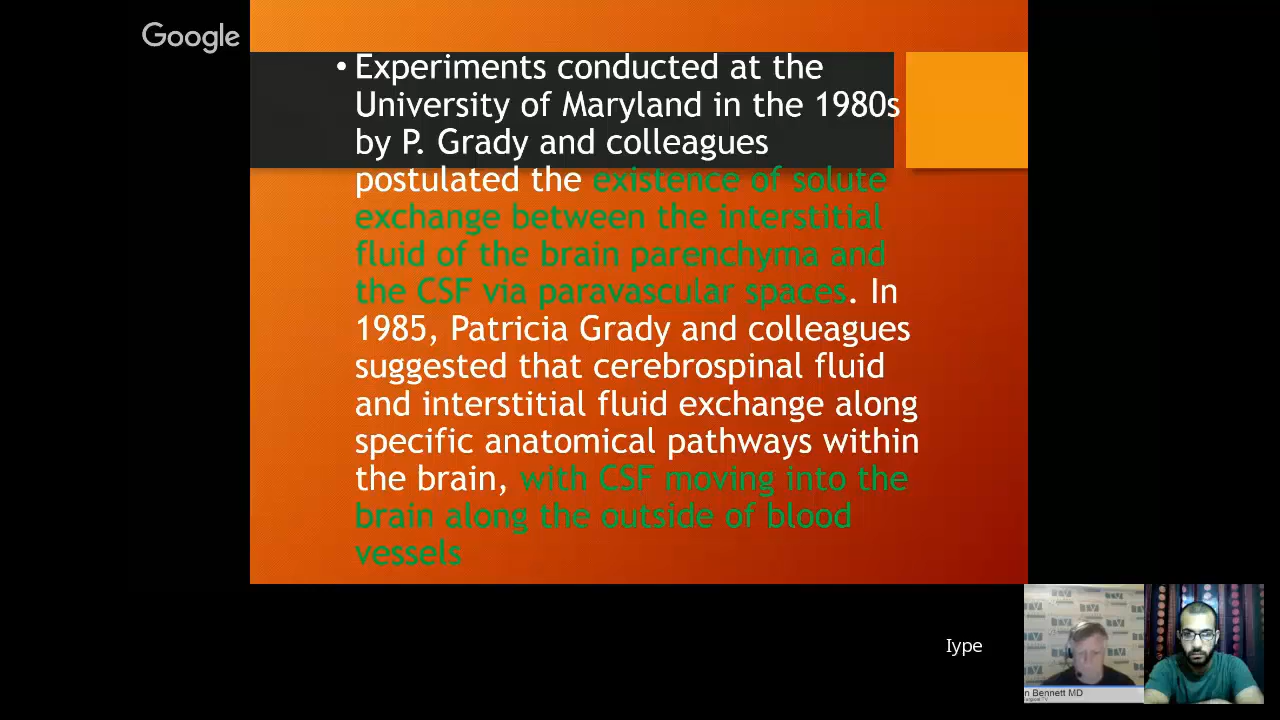 Google
• Experiments conducted at the
University of Maryland in the 1980s
by P. Grady and colleagues
postulated the existence of solute
exchange between the interstitial
fluid of the brain parenchyma and
the CSF via paravascular spaces. In
1985, Patricia Grady and colleagues
suggested that cerebrospinal fluid
and interstitial fluid exchange along
specific anatomical pathways within
the brain, with CSF moving into the
brain along the outside of blood
vessels
Iype
n Bennett MD